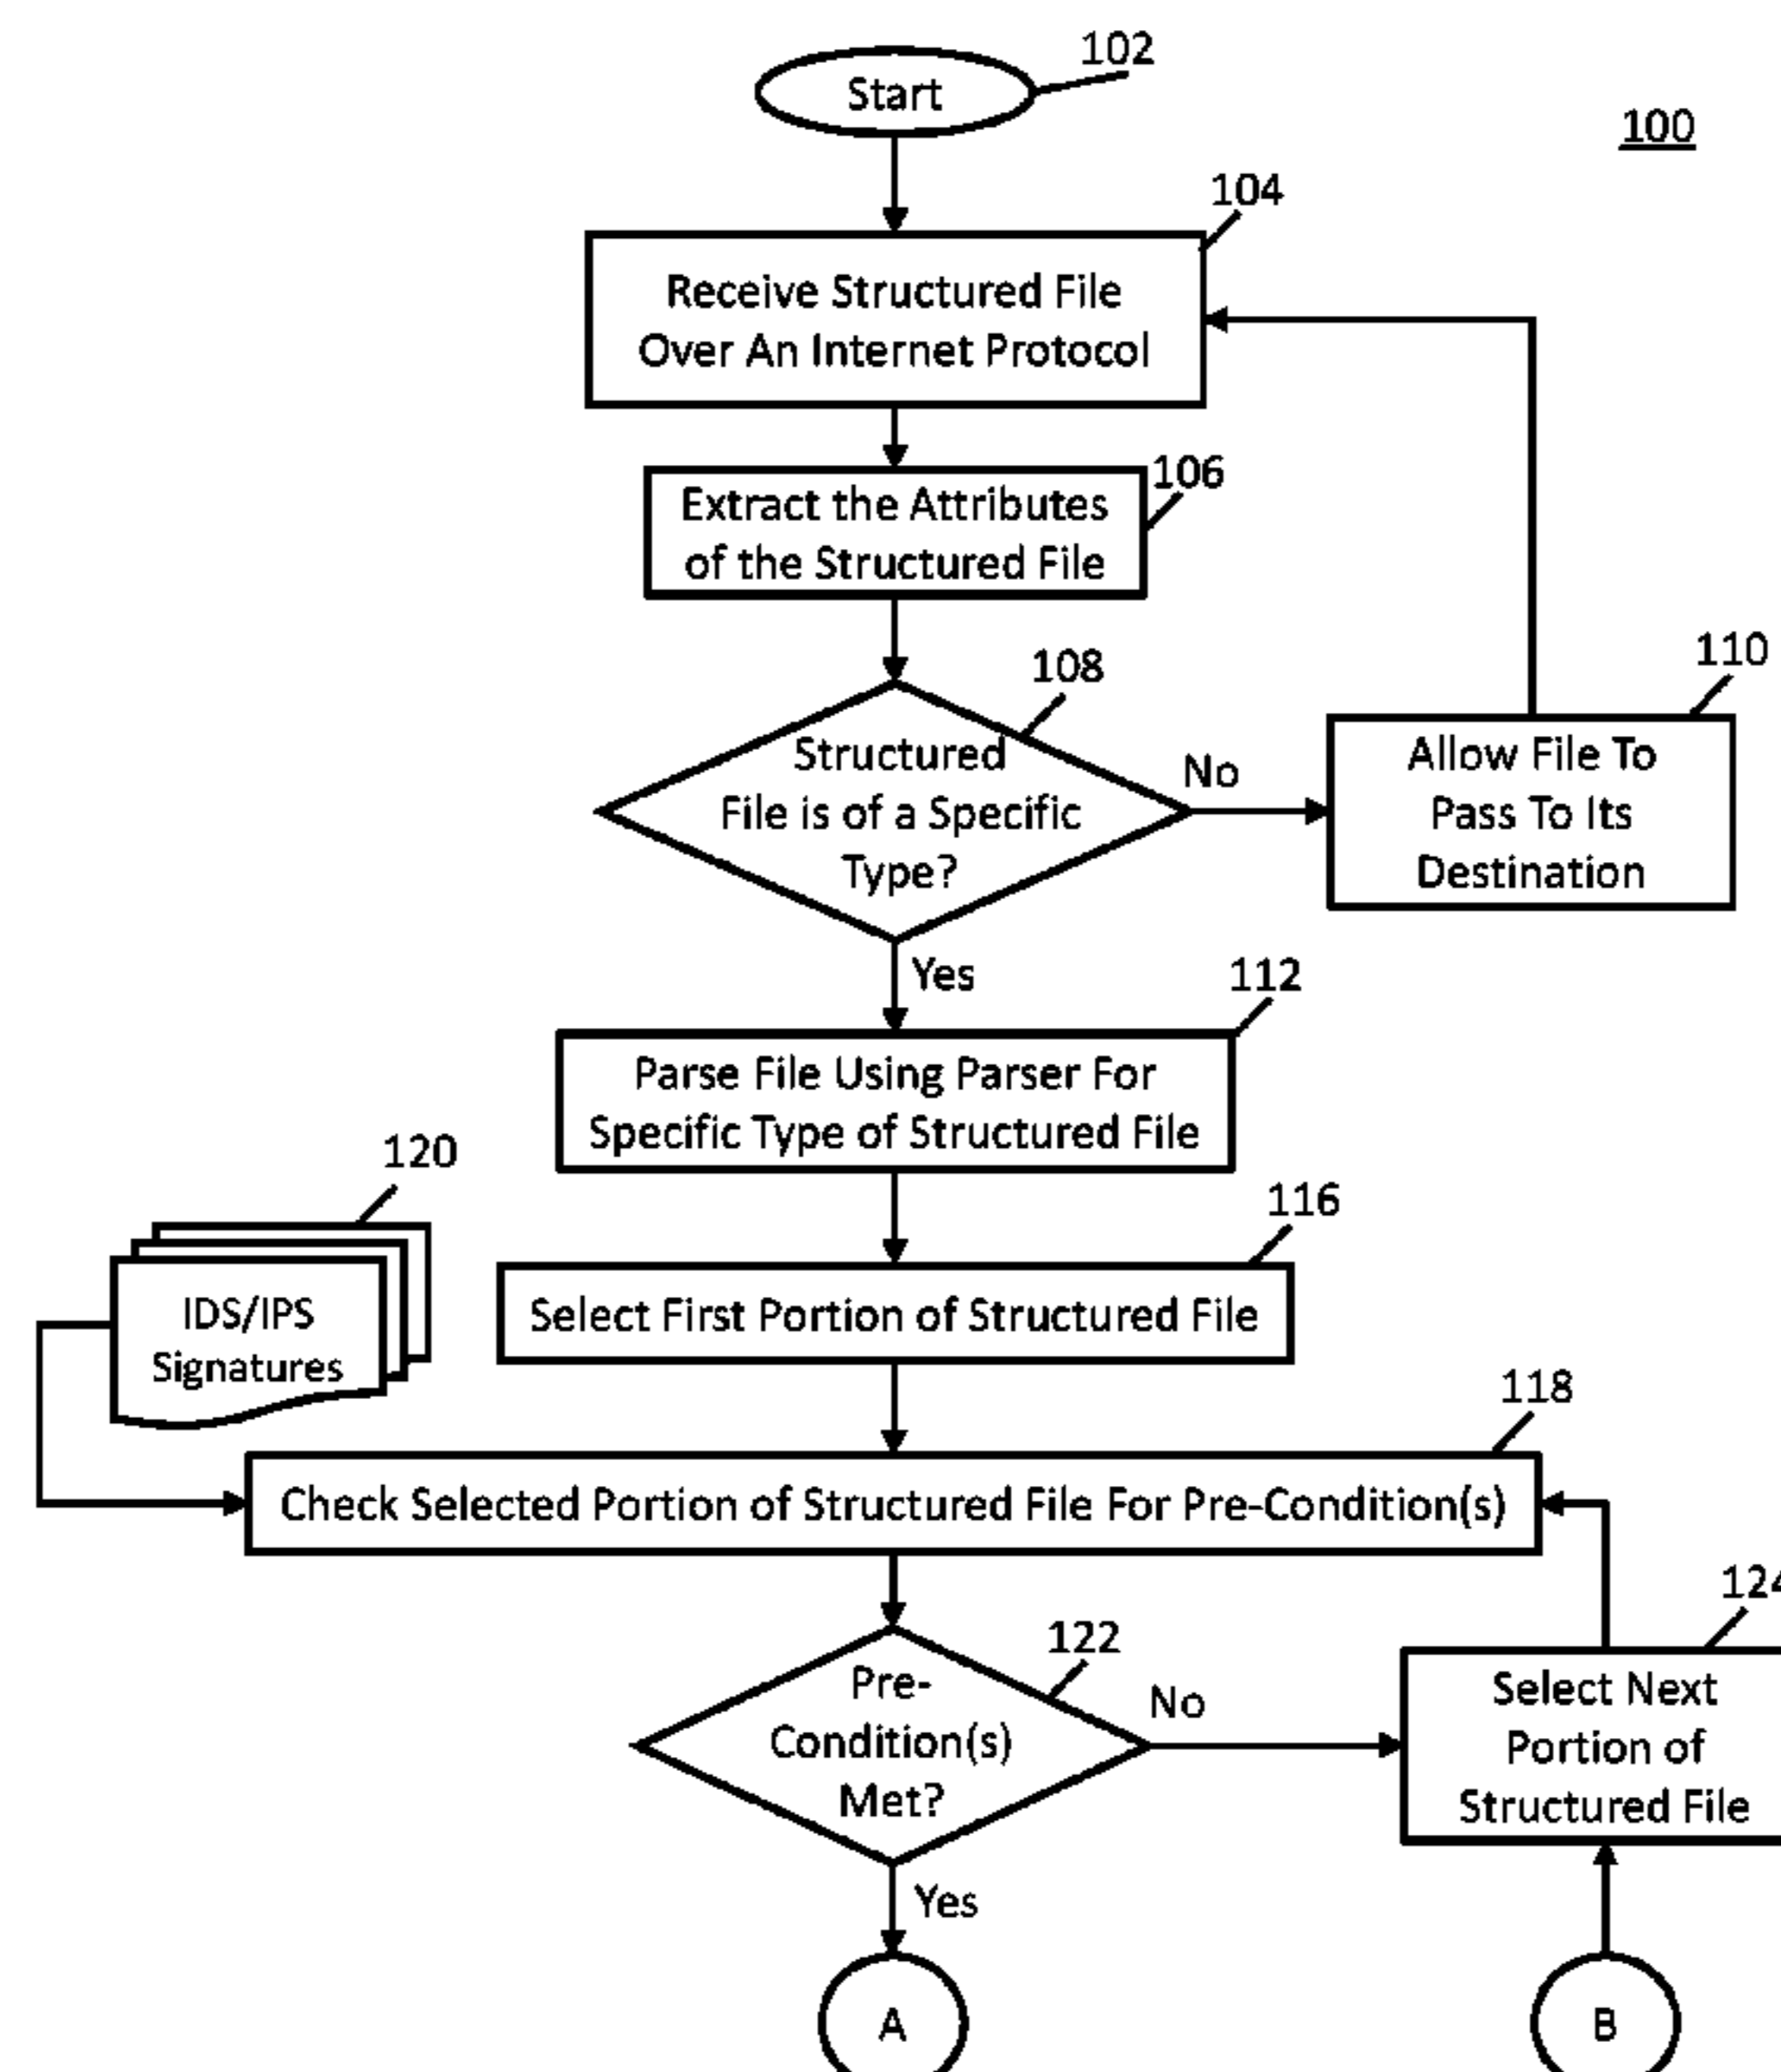 102
Start
100
104
Receive Structured File
Over An Internet Protocol
106
Extract the Attributes
of the Structured File
108
110
Structured
File is of a Specific
Type?
No
Allow File To
Pass To Its
Destination
Yes
112
Parse File Using Parser For
Specific Type of Structured File
120
116
IDS/IPS
Signatures
Select First Portion of Structured File
118
Check Selected Portion of Structured File For Pre-Condition(s)
124
122
Pre-
Condition(s)
Met?
No
Select Next
Portion of
Structured File
Yes
A
B